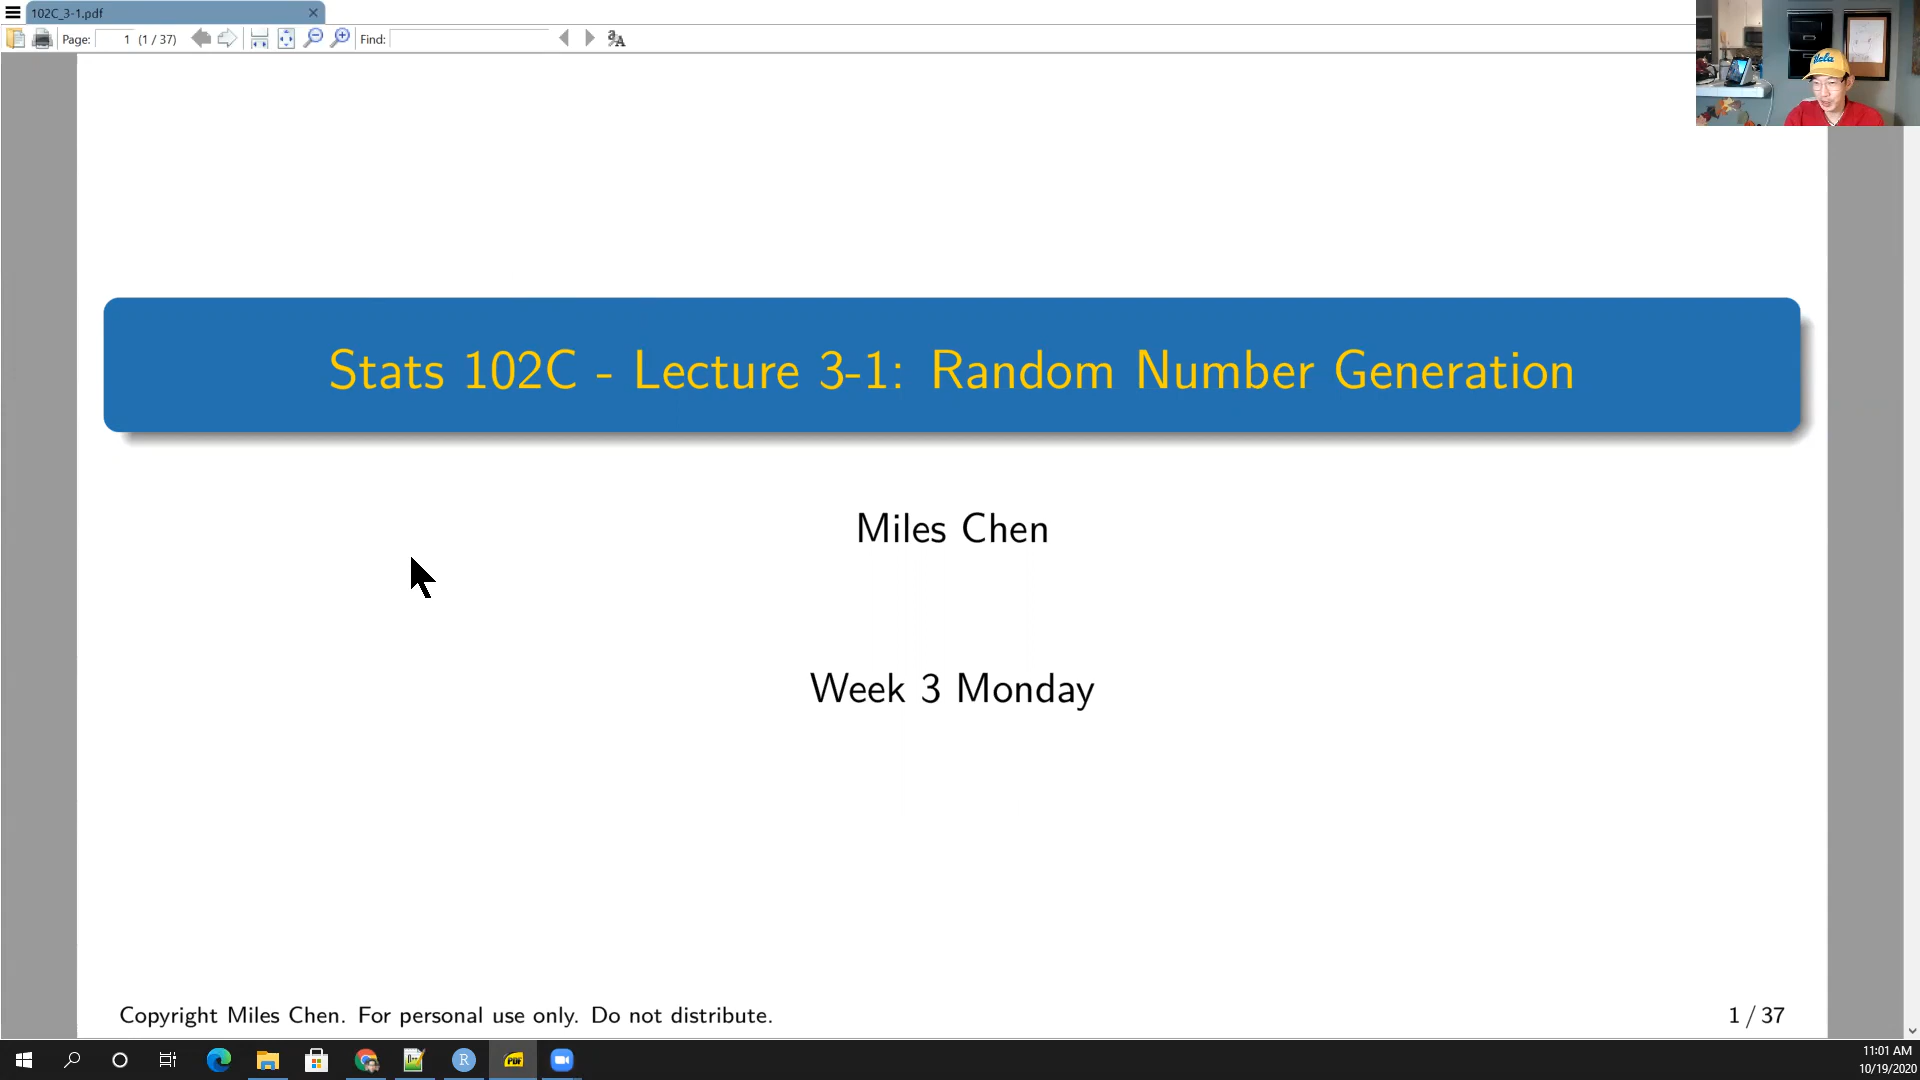 102C_3-1.pdf
Page: 1 (1 / 37) Find:
Ucla
Stats 102C - Lecture 3-1: Random Number Generation
Miles Chen
Week 3 Monday
Copyright Miles Chen. For personal use only. Do not distribute.
1 / 37
R
PDF
11:01 AM
10/19/2020